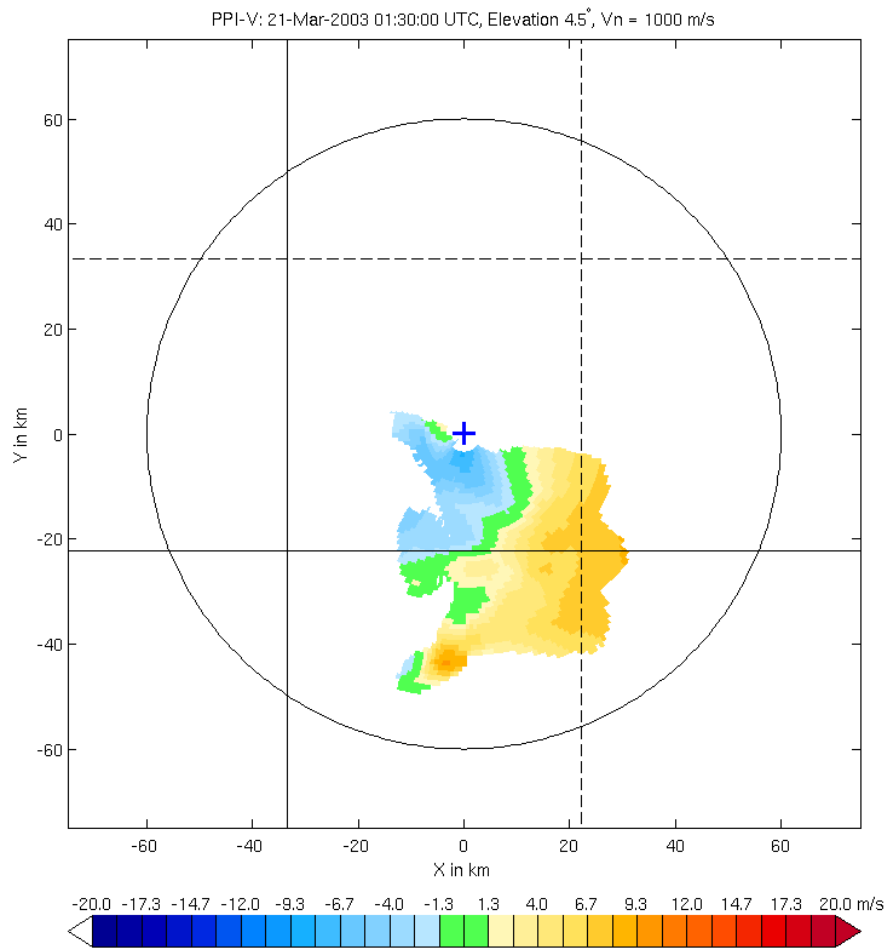 PPI-V: 21-Mar-2003 01:30:00 UTC, Elevation 4.5°, Vn = 1000 m/s
60
40
20
0
-20
-40
-60
Y in km
-60 -40 -20 0 20 40 60
X in km
-20.0 -17.3 -14.7 -12.0 -9.3 -6.7 -4.0 -1.3 1.3 4.0 6.7 9.3 12.0 14.7 17.3 20.0 m/s